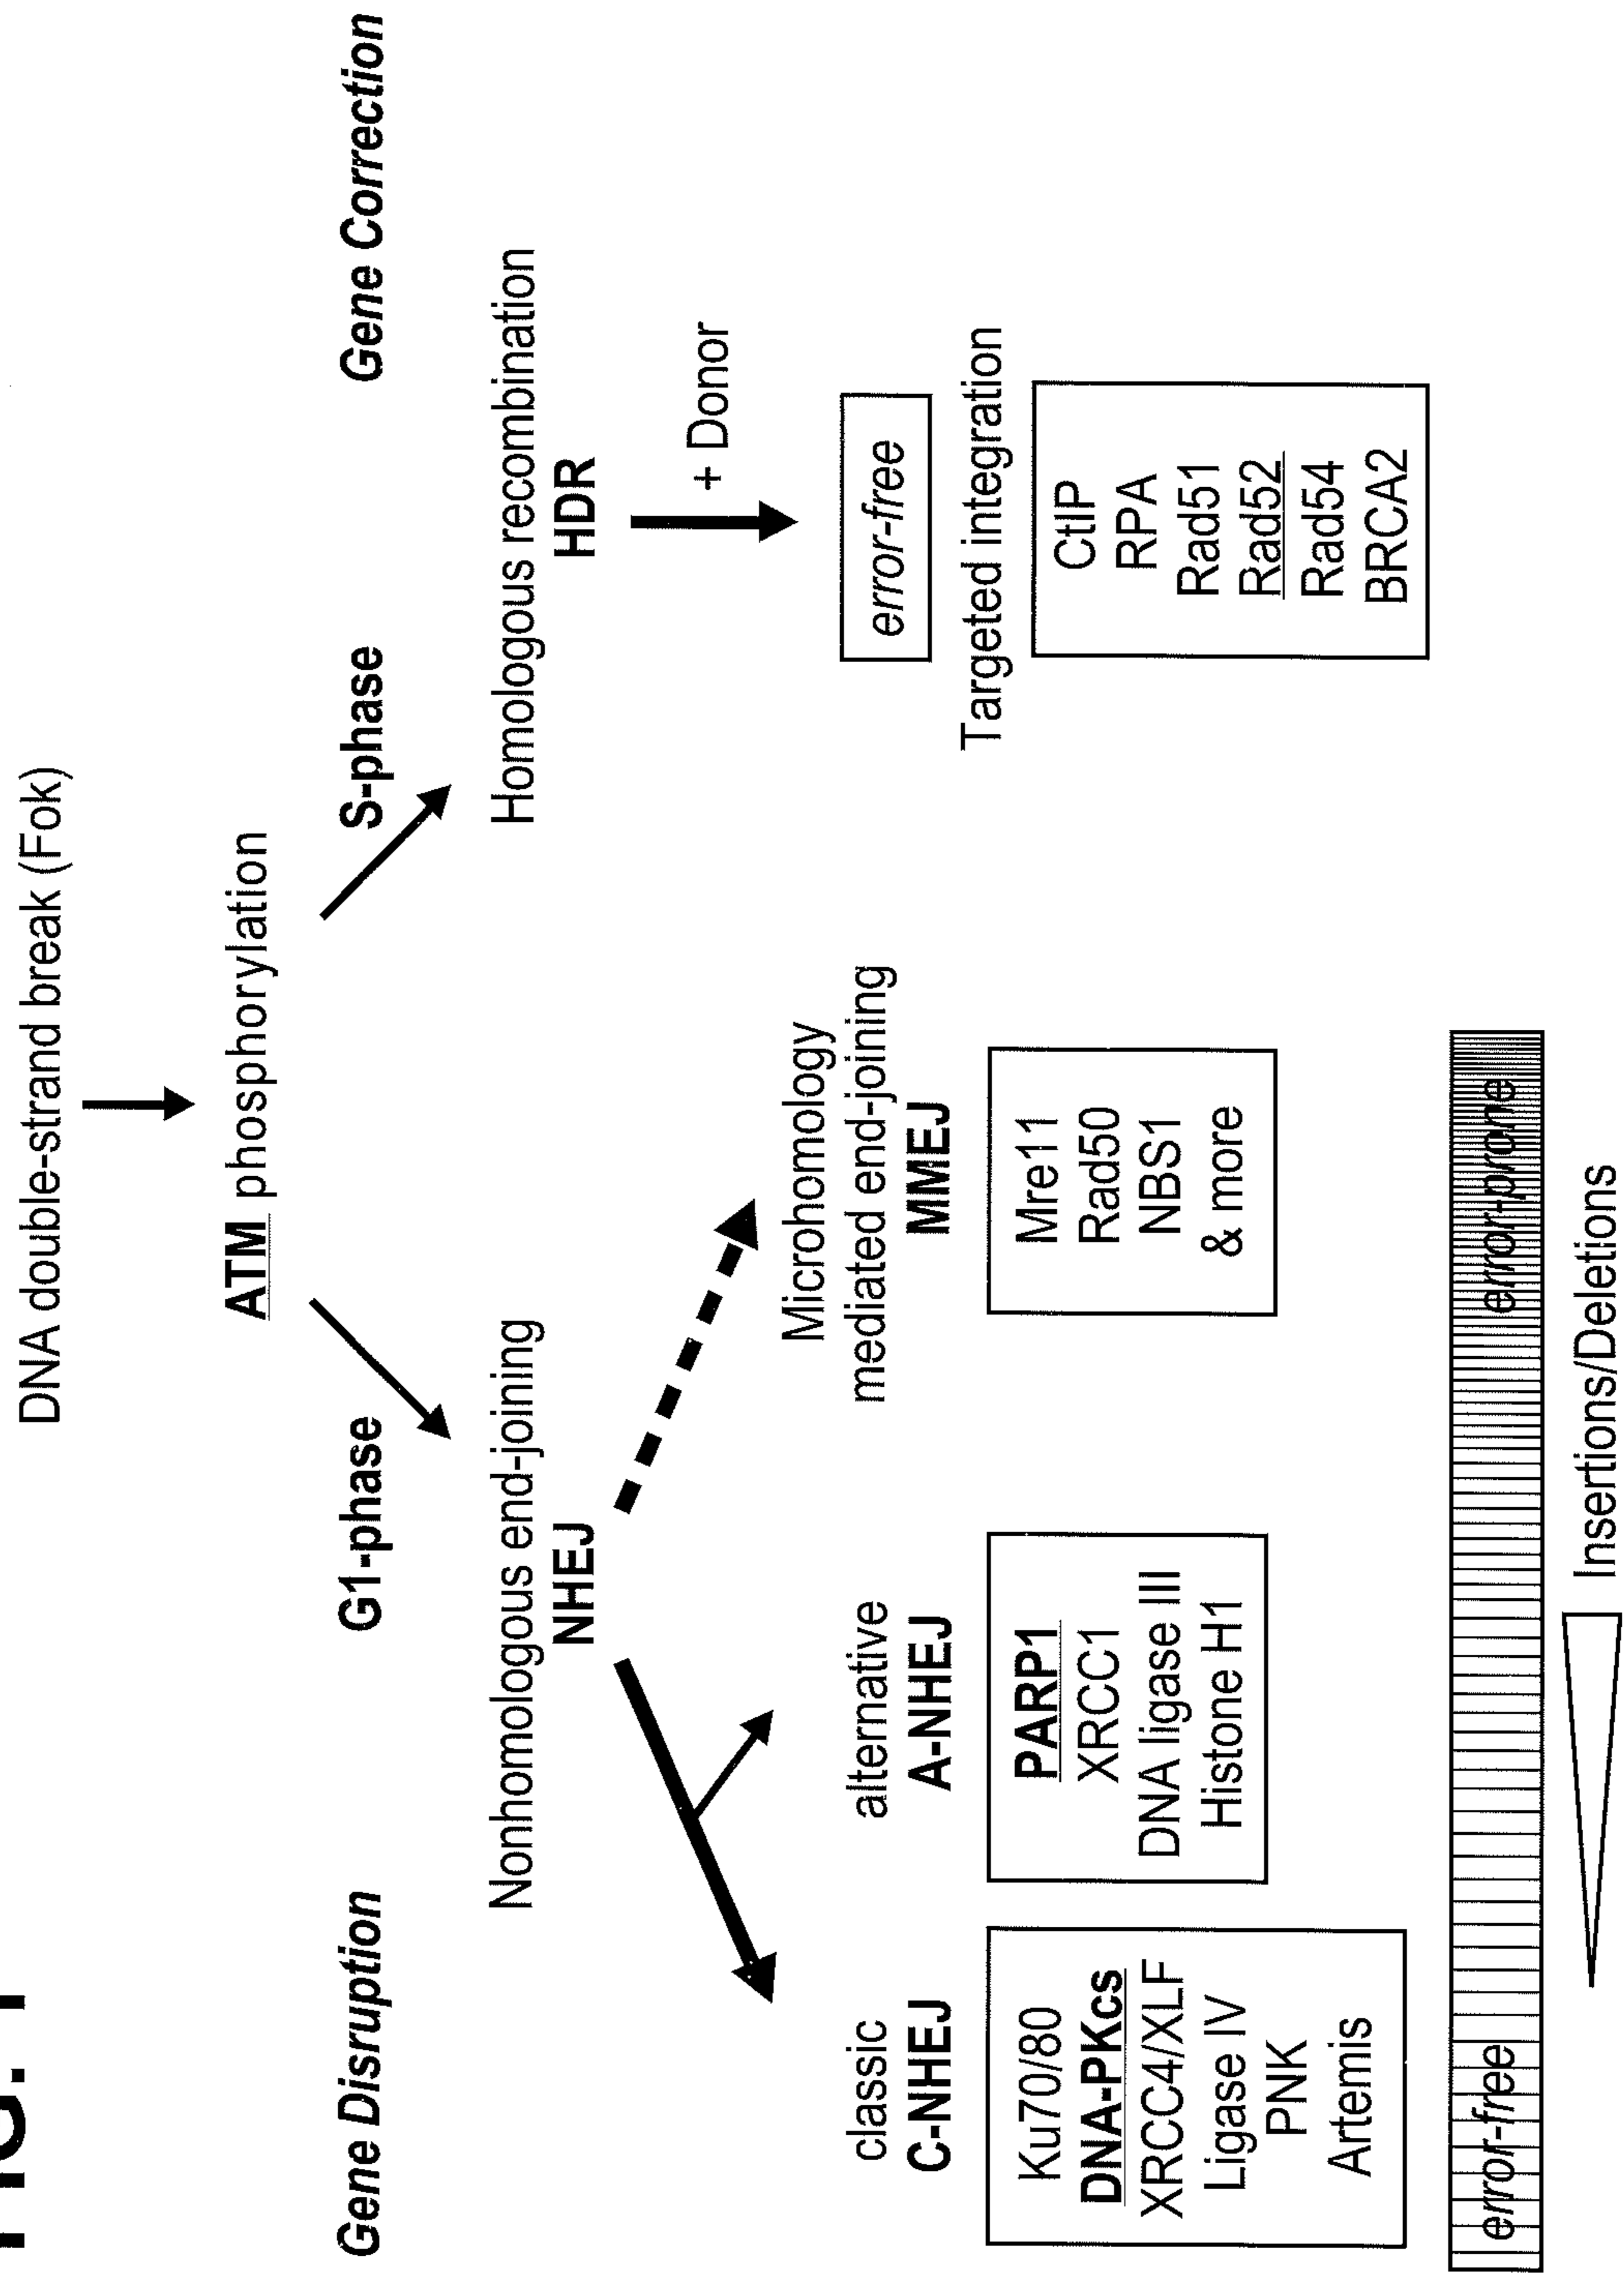 FIG. 1
DNA double-strand break (Fok)
ATM phosphorylation
Gene Disruption
G1-phase
S-phase
Gene Correction
Nonhomologous end-joining
NHEJ
Homologous recombination
HDR
+ Donor
classic
C-NHEJ
alternative
A-NHEJ
Microhomology
mediated end-joining
MMEJ
error-free
Targeted integration
Ku70/80
DNA-PKcs
XRCC4/XLF
Ligase IV
PNK
Artemis
PARP1
XRCC1
DNA ligase III
Histone H1
Mre11
Rad50
NBS1
& more
CtIP
RPA
Rad51
Rad52
Rad54
BRCA2
error-free
error-prone
Insertions/Deletions